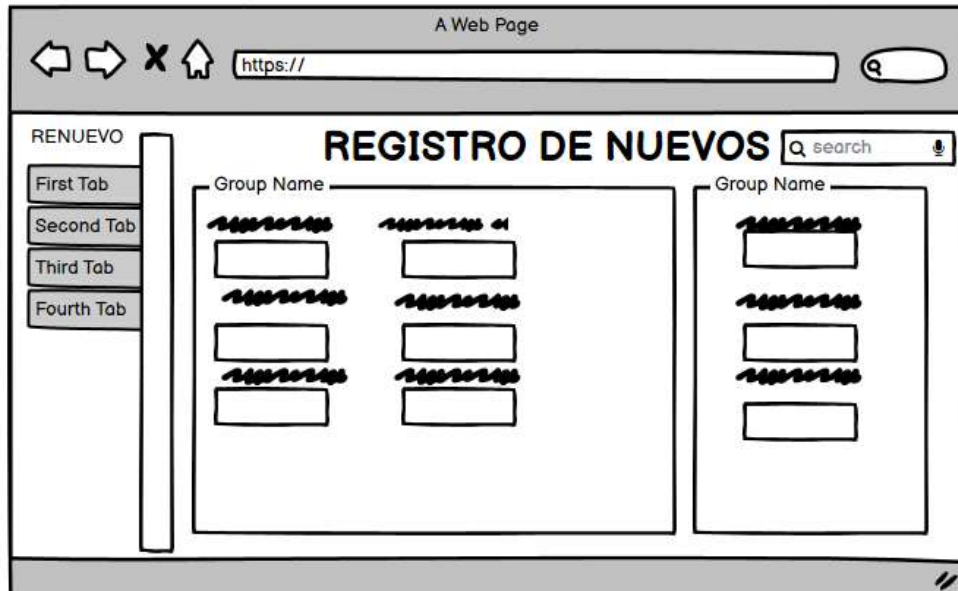 A Web Page
https://
RENUEVO
REGISTRO DE NUEVOS
search
First Tab
Second Tab
Third Tab
Fourth Tab
Group Name
Group Name